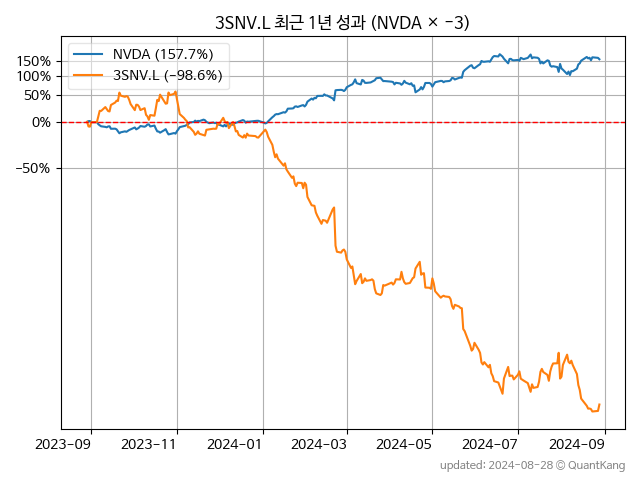 3SNV.L 최근 1년 성과 (NVDA × −3)
NVDA (157.7%)
3SNV.L (−98.6%)
150%
100%
50%
0%
−50%
2023-09 2023-11 2024-01 2024-03 2024-05 2024-07 2024-09
updated: 2024-08-28 © QuantKang